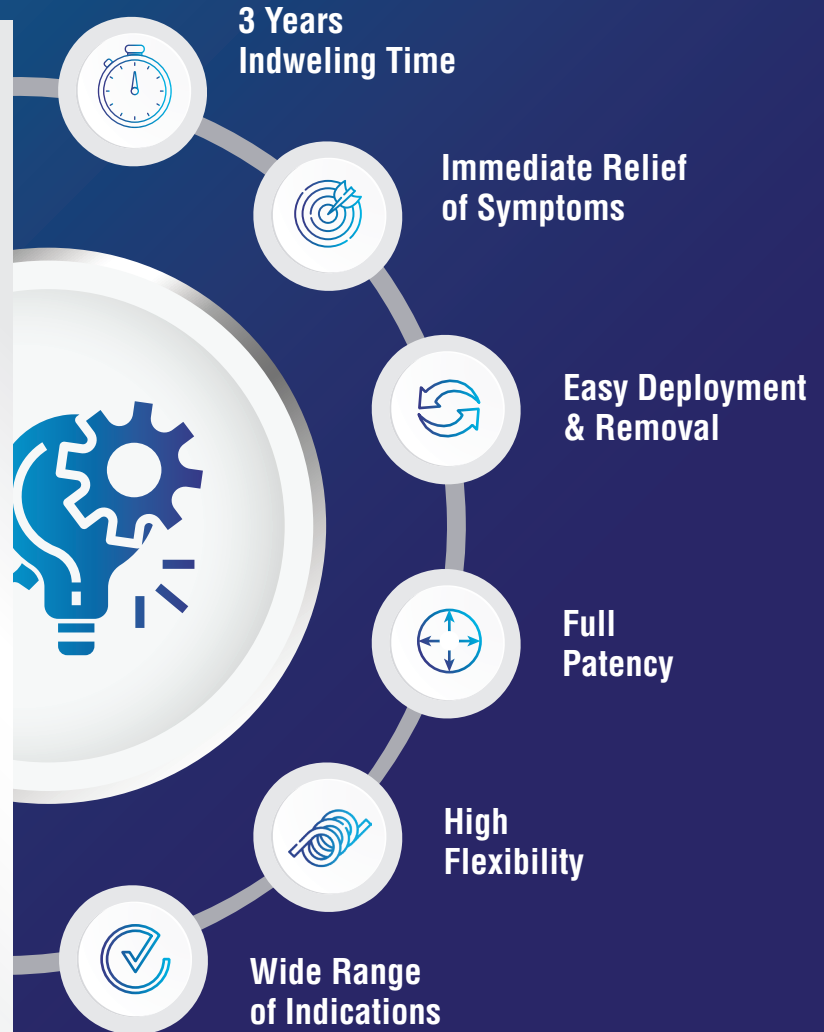 3 Years
Indweling Time
Immediate Relief
of Symptoms
Easy Deployment
& Removal
Full
Patency
High
Flexibility
Wide Range
of Indications